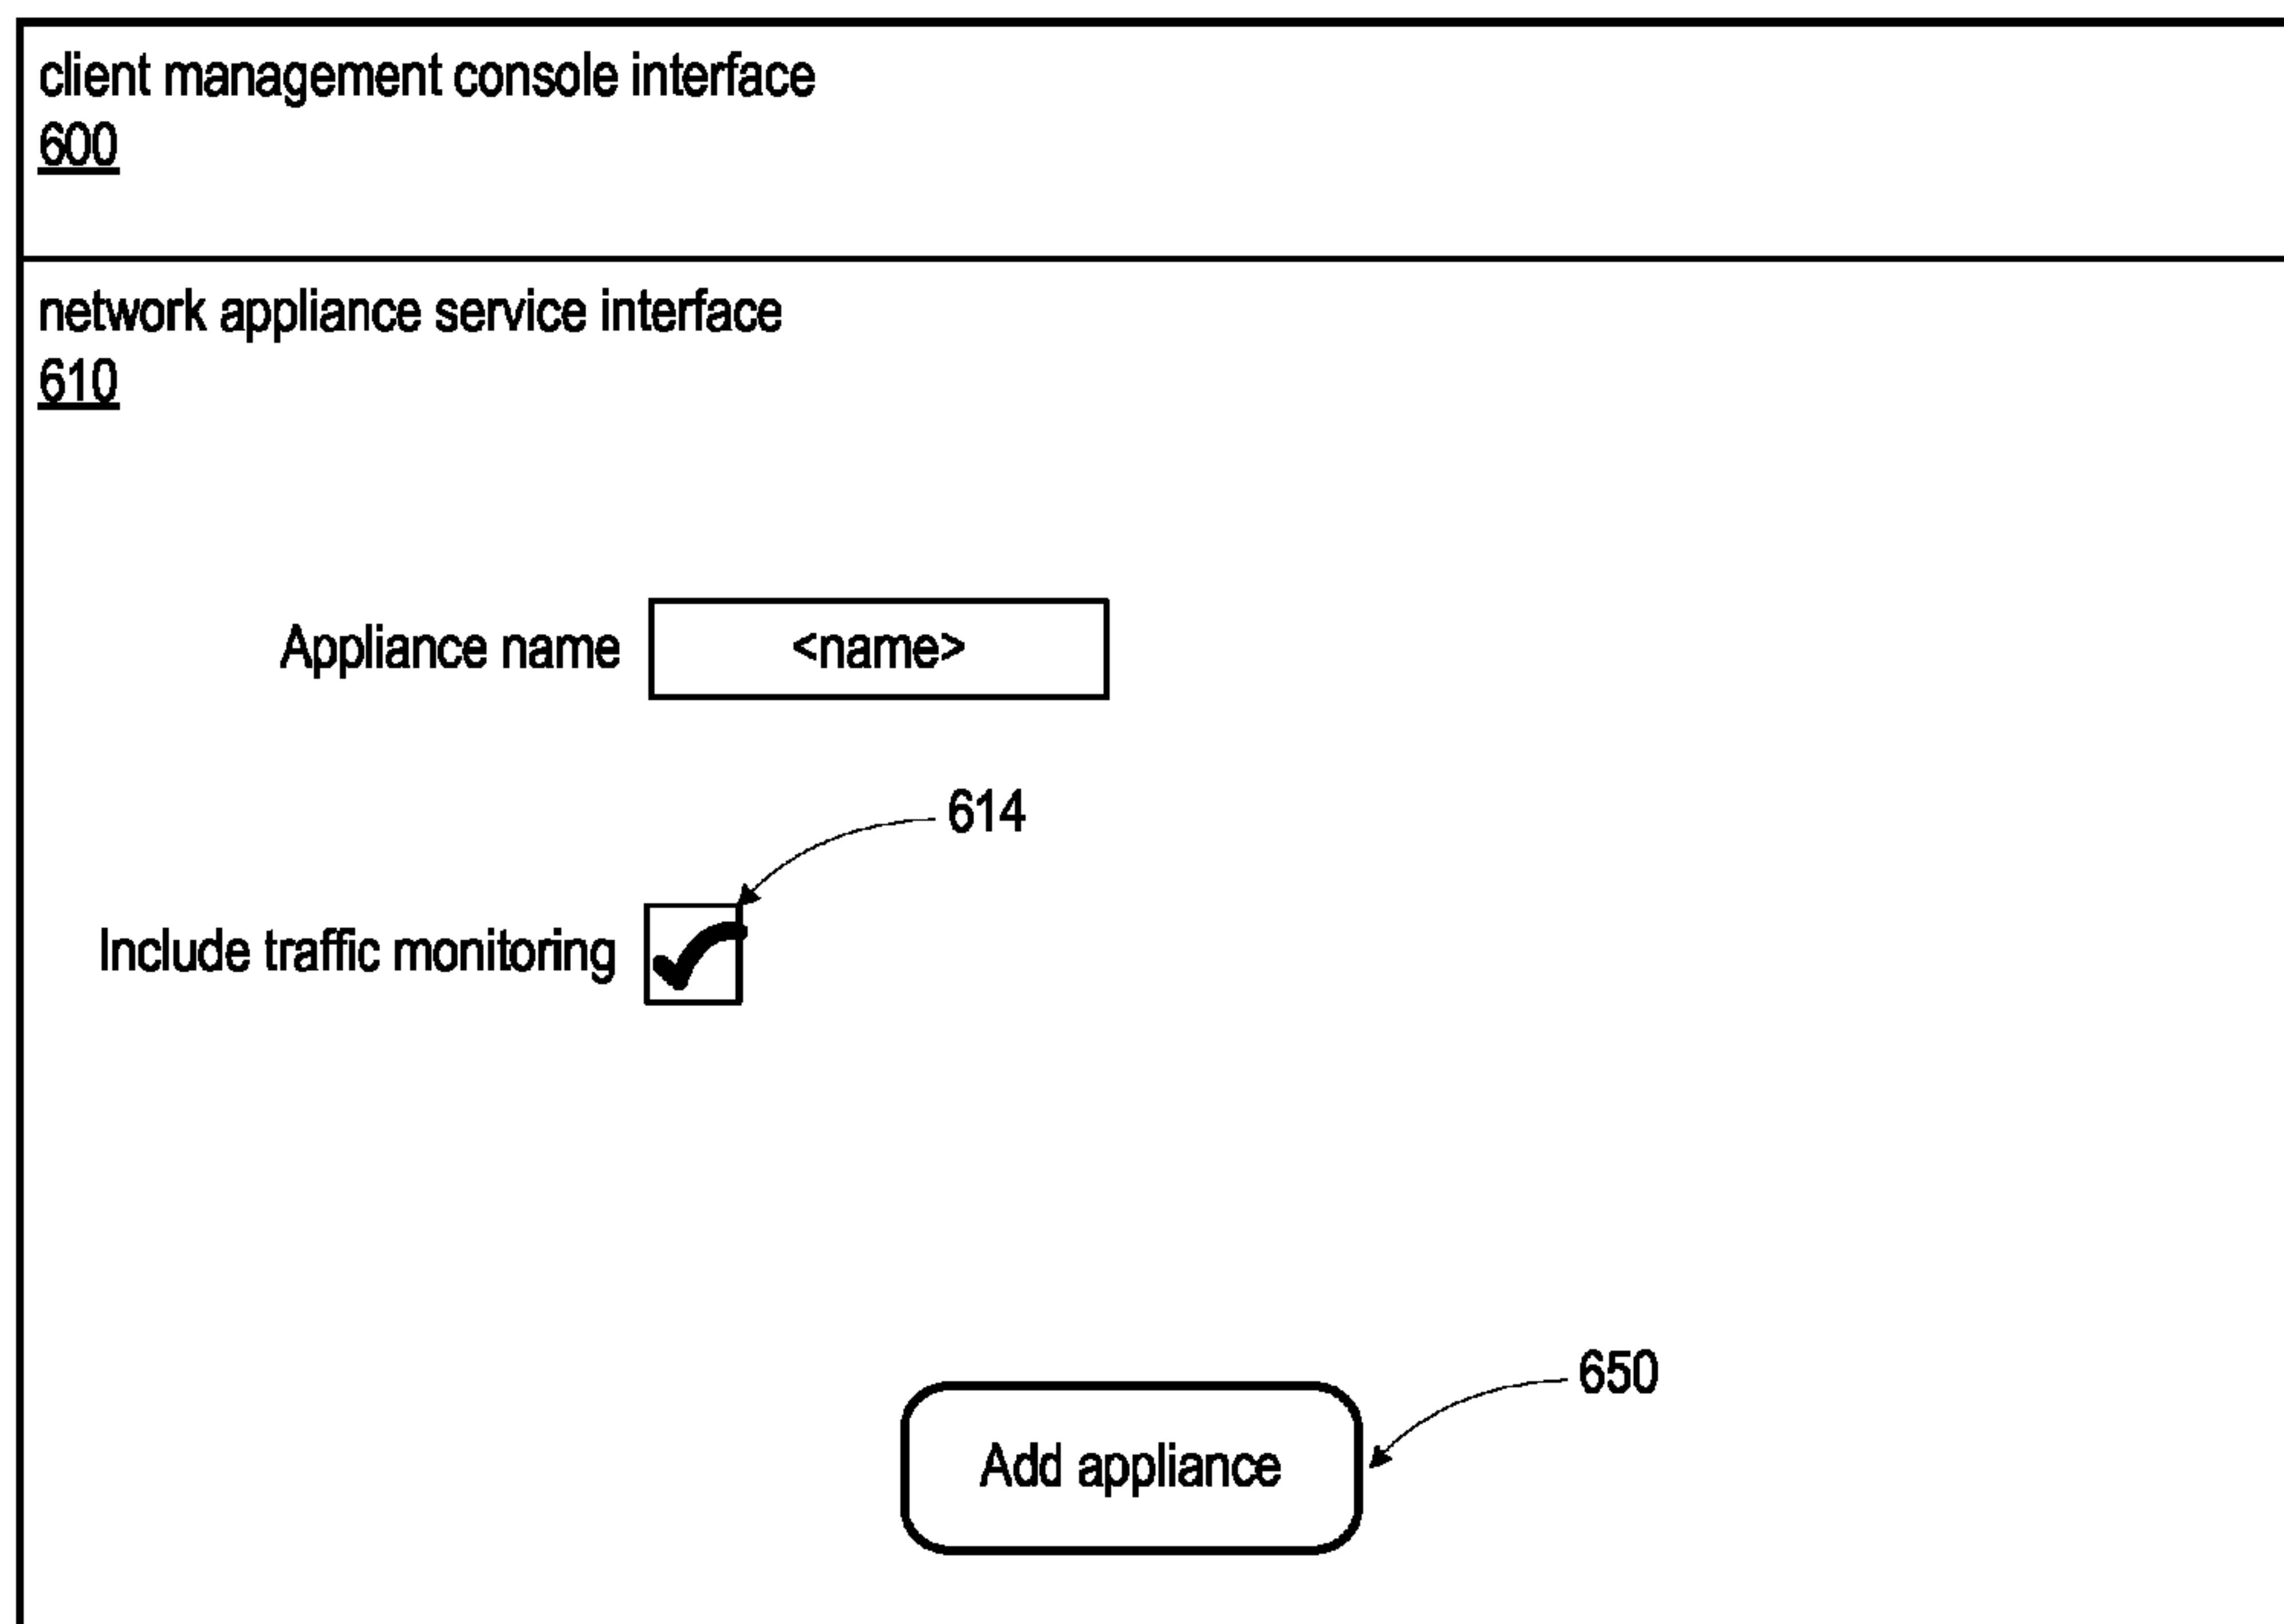 client management console interface
600
network appliance service interface
610
Appliance name <name>
614
Include traffic monitoring
650
Add appliance